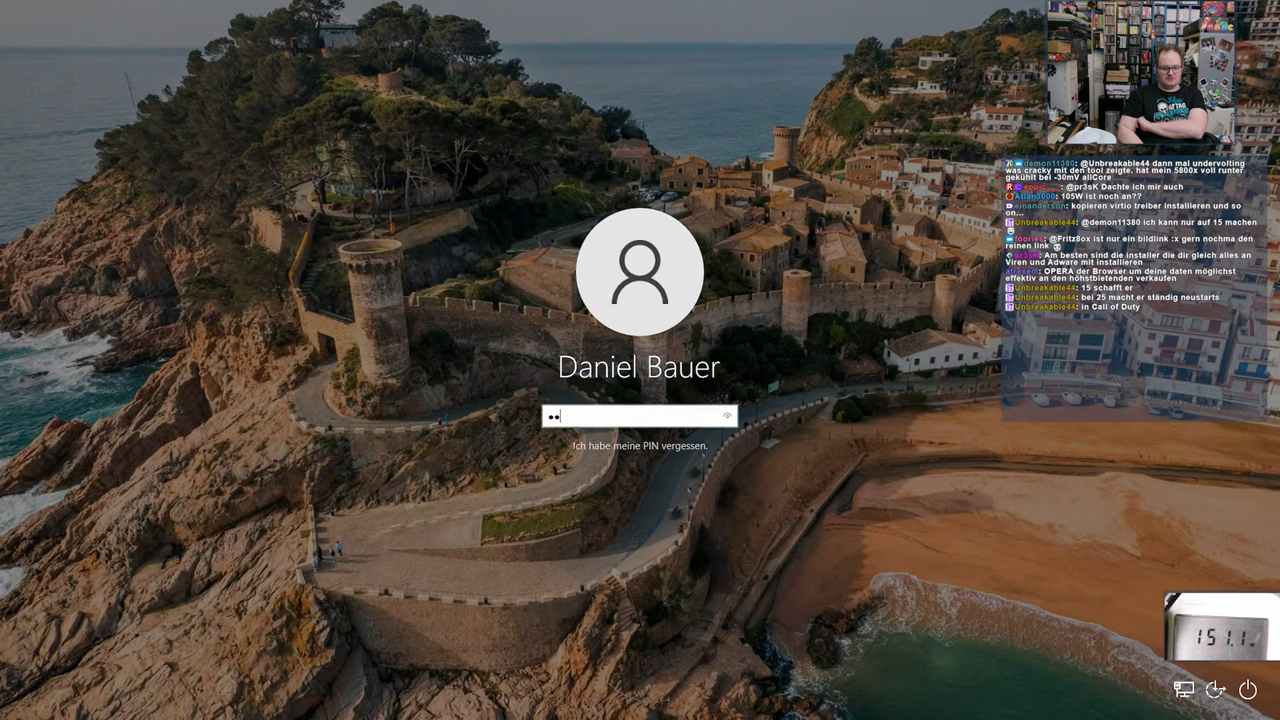 demon11380: @Unbreakable44 dann mal undervolting
was cracky mit den tool zeigte. hat mein 5800x voll runter
gekühlt bei -30mV allCore
@pr3sK Dachte ich mir auch
105W ist noch an??
einanderson: kopieren virtio treiber installieren und so
on...
Unbreakable44: @demon11380 ich kann nur auf 15 machen
@Fritz8ox ist nur ein bildlink :x gern nochma den
reinen link
pr3sK: Am besten sind die installer die dir gleich alles an
Viren und Adware mit installieren
OPERA der Browser um deine daten möglichst
effektiv an den höchstbietenden verkaufen
Unbreakable44: 15 schafft er
Unbreakable44: bei 25 macht er ständig neustarts
Unbreakable44: in Call of Duty
Daniel Bauer
Ich habe meine PIN vergessen.
151.1